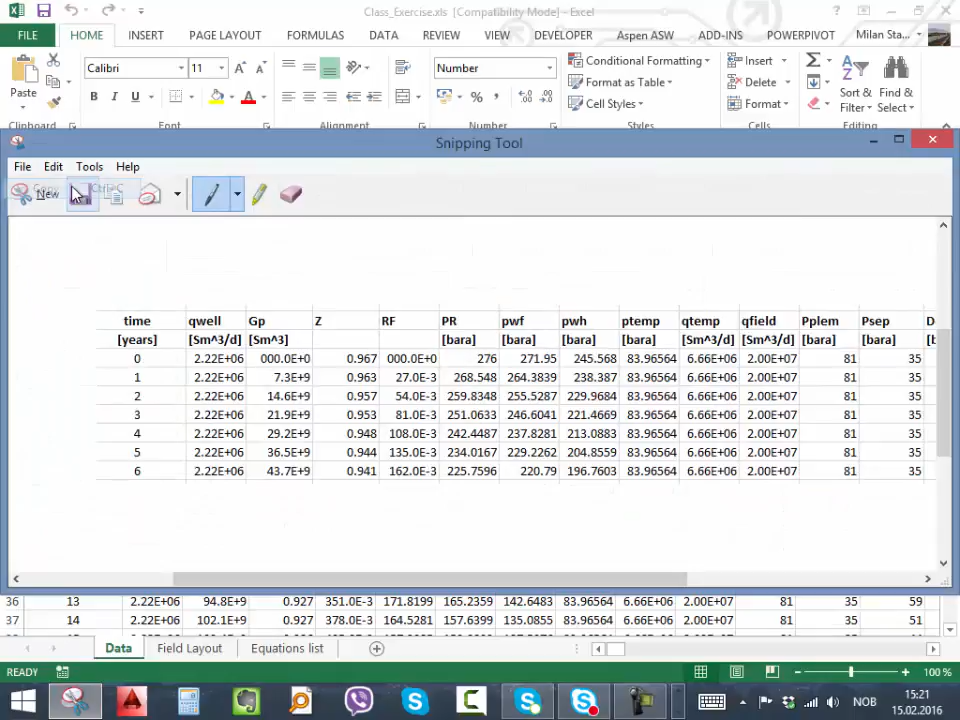 Class_Exercise.xls [Compatibility Mode] - Excel
FILE HOME INSERT PAGE LAYOUT FORMULAS DATA REVIEW VIEW DEVELOPER Aspen ASW ADD-INS POWERPIVOT Milan Sta...
Calibri 11 Number Conditional Formatting Insert
Paste Format as Table Delete Sort & Find &
B I U A % Cell Styles Format Filter Select
Clipboard Font Alignment Number Styles Cells Editing
Snipping Tool
File Edit Tools Help
New Copy Ctrl+C
time qwell Gp Z RF PR pwf pwh ptemp qtemp qfield Pplem Psep D
[years] [Sm^3/d] [Sm^3] [bara] [bara] [bara] [bara] [Sm^3/d] [Sm^3/d] [bara] [bara] [b
0 2.22E+06 000.0E+0 0.967 000.0E+0 276 271.95 245.568 83.96564 6.66E+06 2.00E+07 81 35
1 2.22E+06 7.3E+9 0.963 27.0E-3 268.548 264.3839 238.387 83.96564 6.66E+06 2.00E+07 81 35
2 2.22E+06 14.6E+9 0.957 54.0E-3 259.8348 255.5287 229.9684 83.96564 6.66E+06 2.00E+07 81 35
3 2.22E+06 21.9E+9 0.953 81.0E-3 251.0633 246.6041 221.4669 83.96564 6.66E+06 2.00E+07 81 35
4 2.22E+06 29.2E+9 0.948 108.0E-3 242.4487 237.8281 213.0883 83.96564 6.66E+06 2.00E+07 81 35
5 2.22E+06 36.5E+9 0.944 135.0E-3 234.0167 229.2262 204.8559 83.96564 6.66E+06 2.00E+07 81 35
6 2.22E+06 43.7E+9 0.941 162.0E-3 225.7596 220.79 196.7603 83.96564 6.66E+06 2.00E+07 81 35
36 13 2.22E+06 94.8E+9 0.927 351.0E-3 171.8199 165.2359 142.6483 83.96564 6.66E+06 2.00E+07 81 35 59
37 14 2.22E+06 102.1E+9 0.927 378.0E-3 164.5281 157.6399 135.0855 83.96564 6.66E+06 2.00E+07 81 35 51
Data Field Layout Equations list
READY 100 %
NOB 15:21
15.02.2016